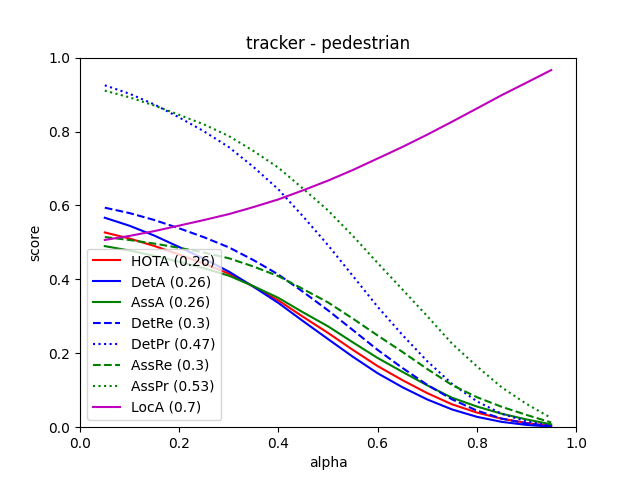 tracker - pedestrian
1.0
0.8
0.6
0.4
0.2
0.0
score
HOTA (0.26)
DetA (0.26)
AssA (0.26)
DetRe (0.3)
DetPr (0.47)
AssRe (0.3)
AssPr (0.53)
LocA (0.7)
0.0 0.2 0.4 0.6 0.8 1.0
alpha